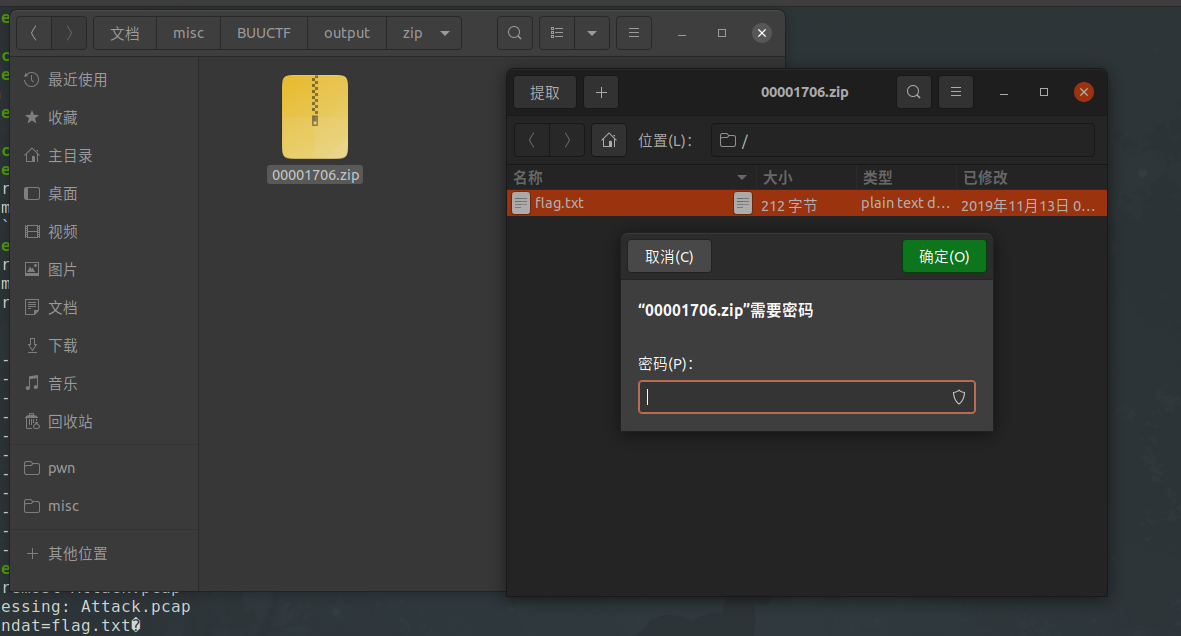 文档 misc BUUCTF output zip
最近使用
收藏
主目录
桌面
视频
图片
文档
下载
音乐
回收站
pwn
misc
其他位置
00001706.zip
提取 00001706.zip
位置(L)： /
名称 大小 类型 已修改
flag.txt 212 字节 plain text d… 2019年11月13日 0…
取消(C) 确定(O)
“00001706.zip”需要密码
密码(P)：
essing: Attack.pcap
ndat=flag.txt